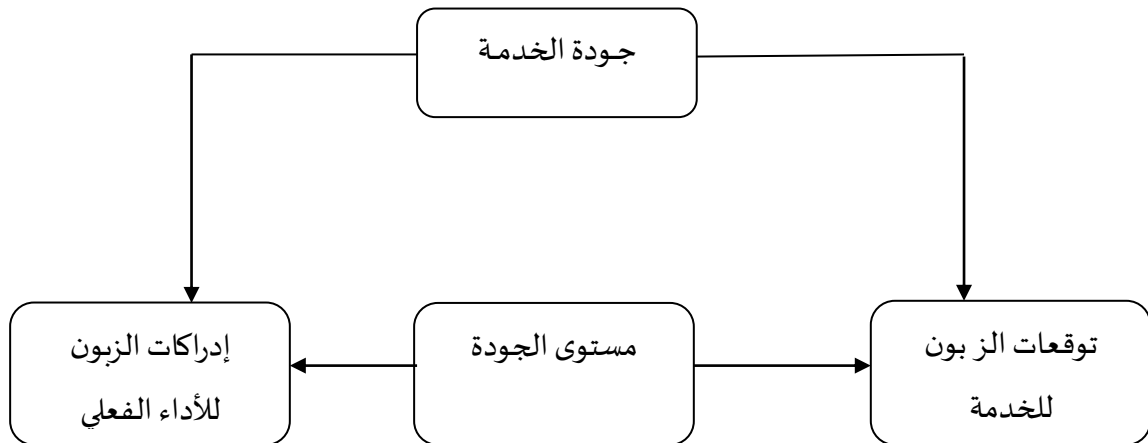 جودة الخدمة
توقعات الز بون
للخدمة
مستوى الجودة
إدراكات الزبون
للأداء الفعلي